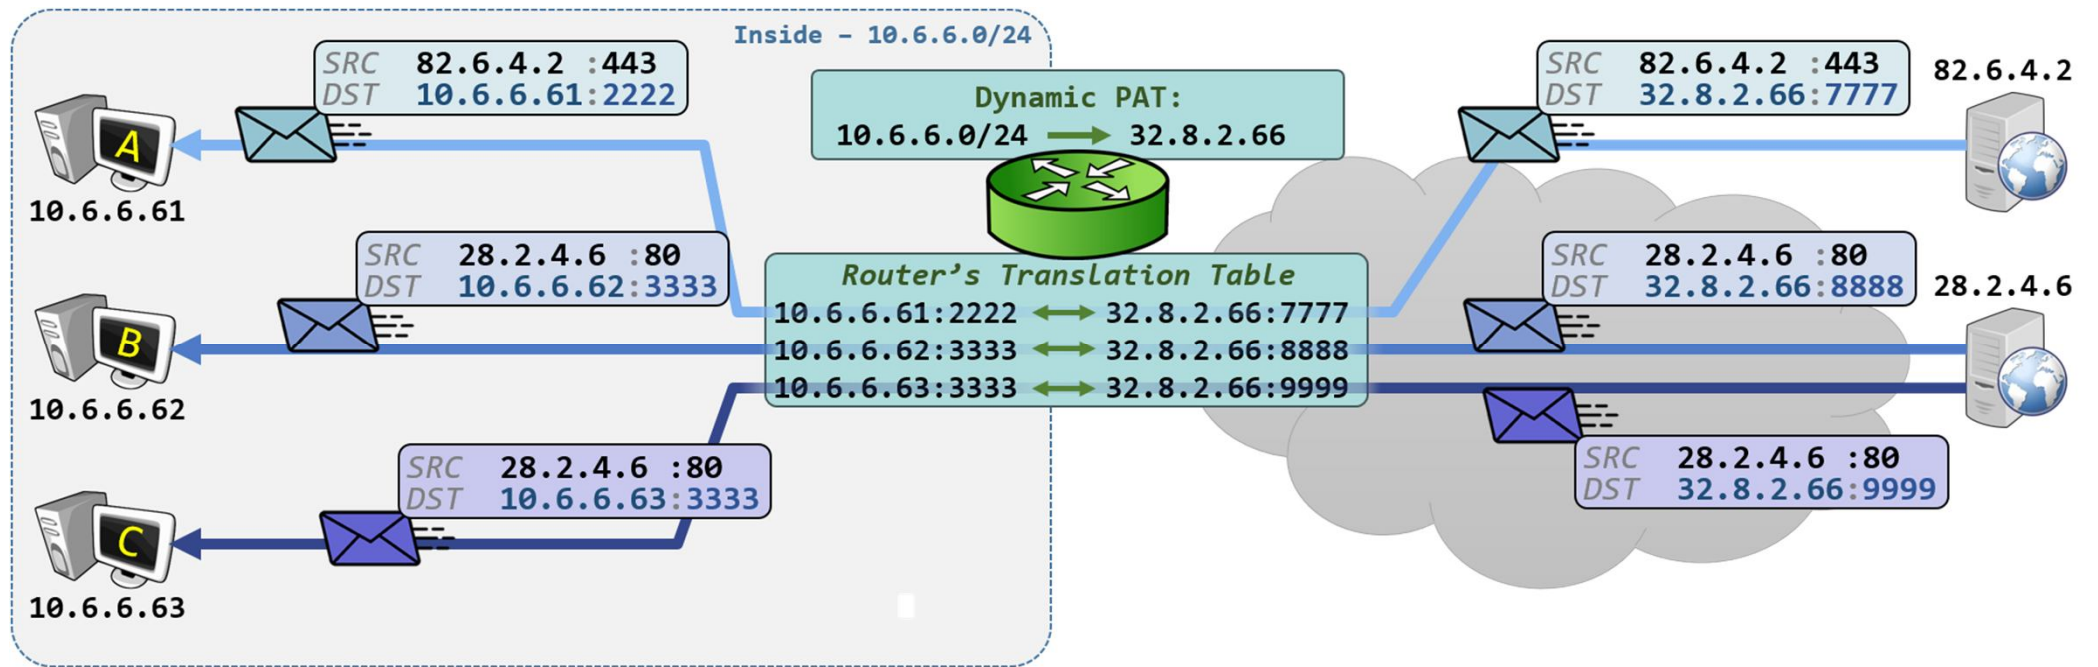 Inside – 10.6.6.0/24
SRC 82.6.4.2 :443
DST 10.6.6.61:2222
A
10.6.6.61
SRC 28.2.4.6 :80
DST 10.6.6.62:3333
B
10.6.6.62
SRC 28.2.4.6 :80
DST 10.6.6.63:3333
C
10.6.6.63
Dynamic PAT:
10.6.6.0/24 → 32.8.2.66
Router’s Translation Table
10.6.6.61:2222 ↔ 32.8.2.66:7777
10.6.6.62:3333 ↔ 32.8.2.66:8888
10.6.6.63:3333 ↔ 32.8.2.66:9999
SRC 82.6.4.2 :443
DST 32.8.2.66:7777
82.6.4.2
SRC 28.2.4.6 :80
DST 32.8.2.66:8888
28.2.4.6
SRC 28.2.4.6 :80
DST 32.8.2.66:9999